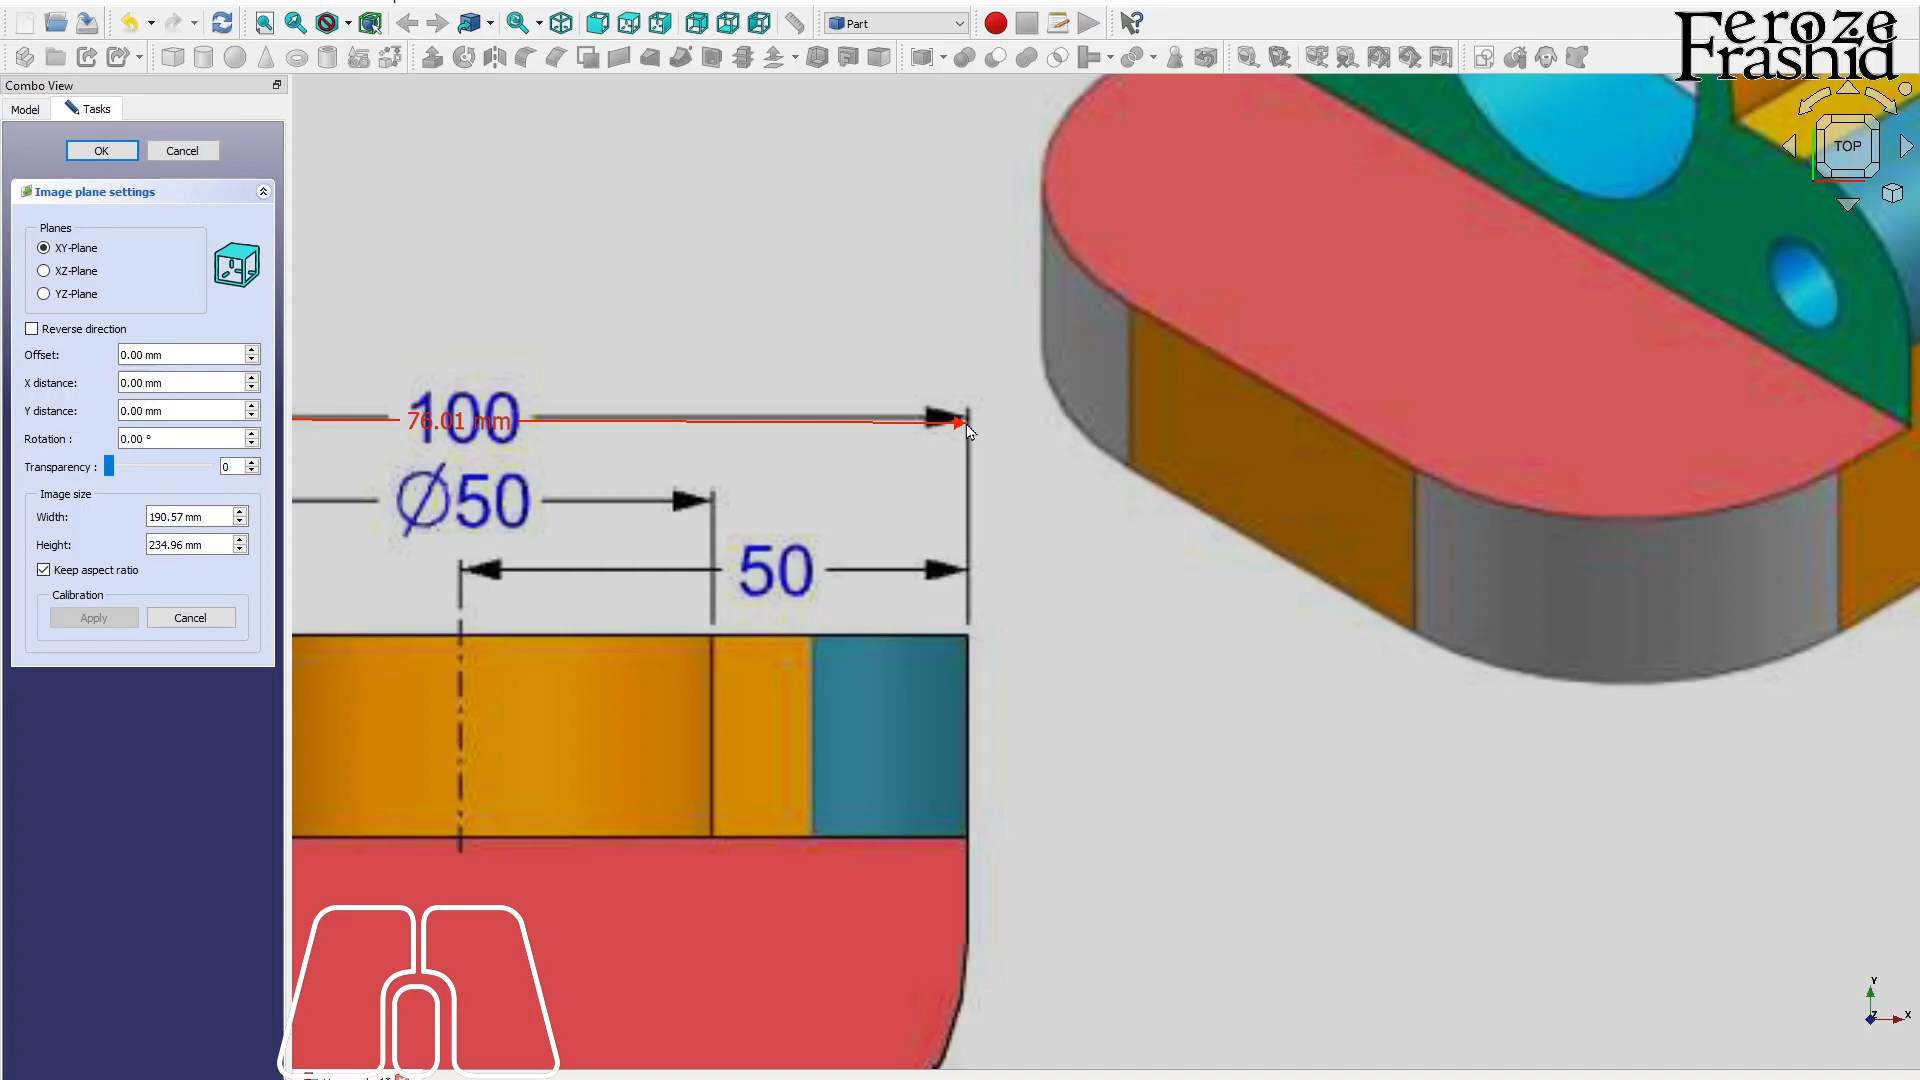 Part
Feroze
Frashid
Combo View
Model
Tasks
TOP
OK
Cancel
Image plane settings
Planes
XY-Plane
XZ-Plane
YZ-Plane
Reverse direction
Offset:
0.00 mm
X distance:
0.00 mm
Y distance:
0.00 mm
Rotation :
0.00 °
Transparency :
0
Image size
Width:
190.57 mm
Height:
234.96 mm
Keep aspect ratio
Calibration
Apply
Cancel
100
76.01 mm
Ø50
50
Y
Z
X